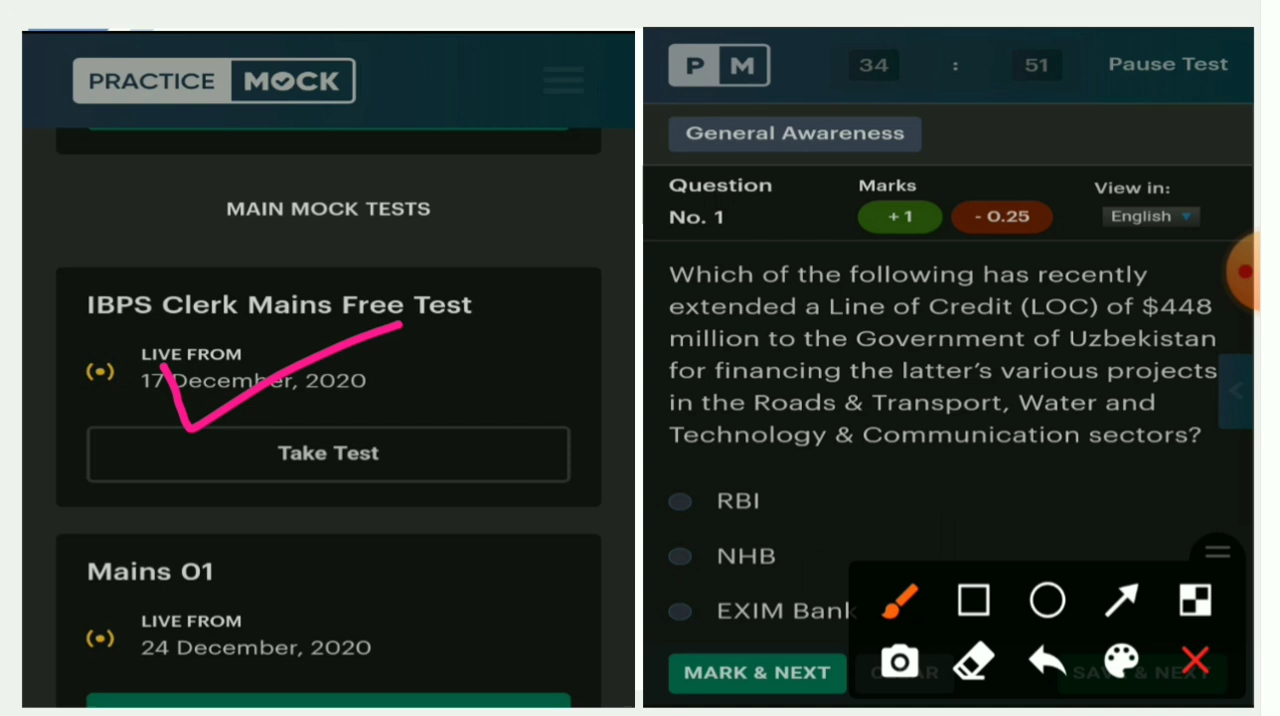 PRACTICE MOCK
MAIN MOCK TESTS
IBPS Clerk Mains Free Test
LIVE FROM
17 December, 2020
Take Test
Mains 01
LIVE FROM
24 December, 2020
P M
34 : 51 Pause Test
General Awareness
Question Marks View in:
No. 1 +1 - 0.25 English
Which of the following has recently
extended a Line of Credit (LOC) of $448
million to the Government of Uzbekistan
for financing the latter's various projects
in the Roads & Transport, Water and
Technology & Communication sectors?
RBI
NHB
EXIM Bank
MARK & NEXT